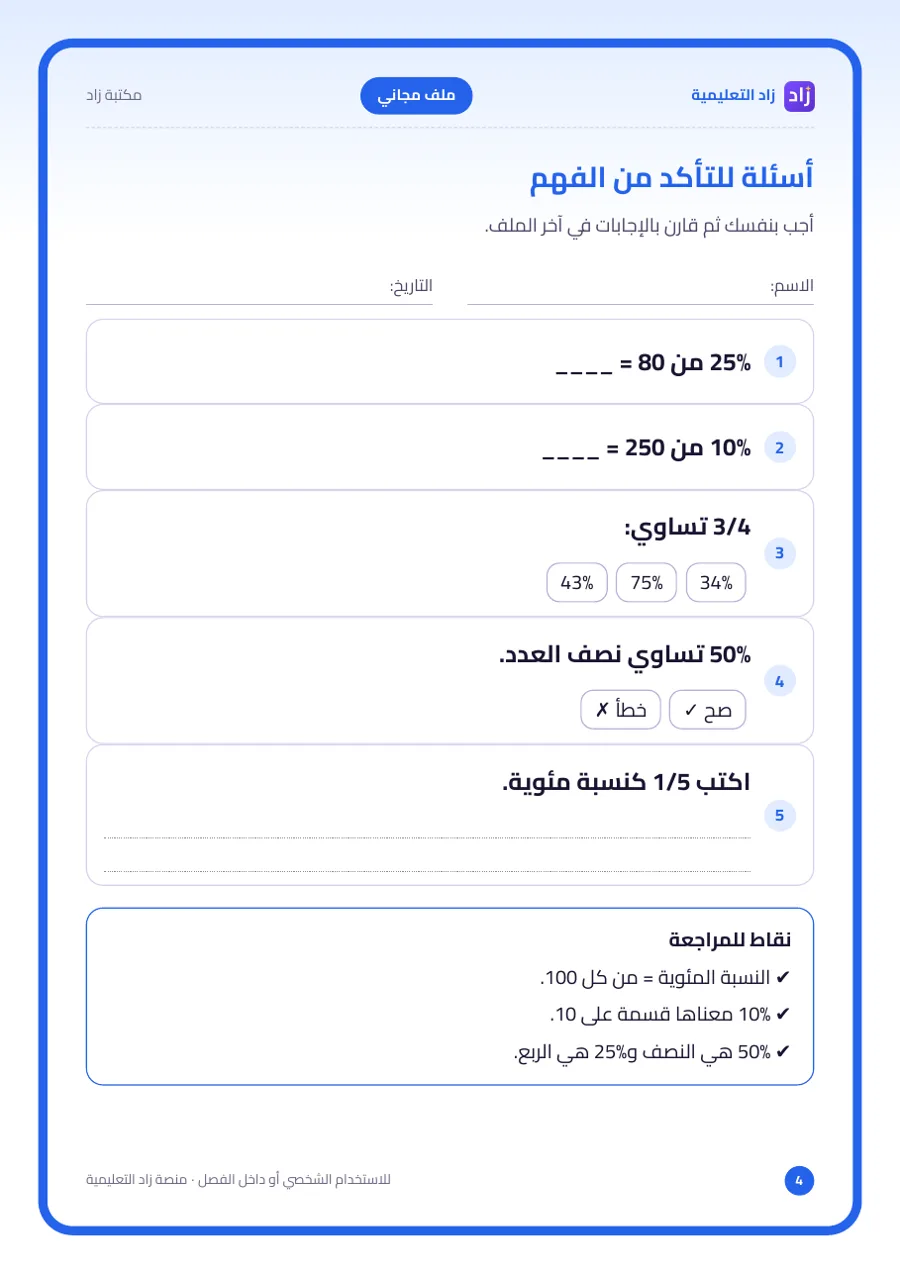 زاد زاد التعليمية
ملف مجاني
مكتبة زاد
أسئلة للتأكد من الفهم
أجب بنفسك ثم قارن بالإجابات في آخر الملف.
الاسم:
التاريخ:
1 25% من 80 = ____
2 10% من 250 = ____
3 3/4 تساوي:
34% 75% 43%
4 50% تساوي نصف العدد.
صح ✓ خطأ ✗
5 اكتب 1/5 كنسبة مئوية.
نقاط للمراجعة
✔ النسبة المئوية = من كل 100.
✔ 10% معناها قسمة على 10.
✔ 50% هي النصف و25% هي الربع.
4
للاستخدام الشخصي أو داخل الفصل · منصة زاد التعليمية